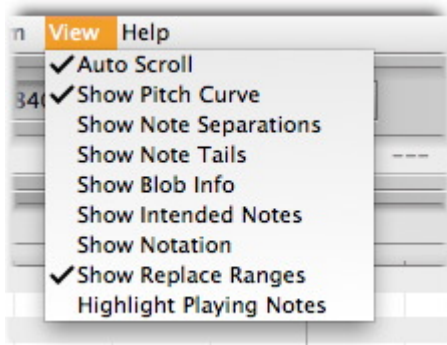 View Help
✓Auto Scroll
840
✓Show Pitch Curve
Show Note Separations
Show Note Tails
---
Show Blob Info
Show Intended Notes
Show Notation
✓Show Replace Ranges
Highlight Playing Notes